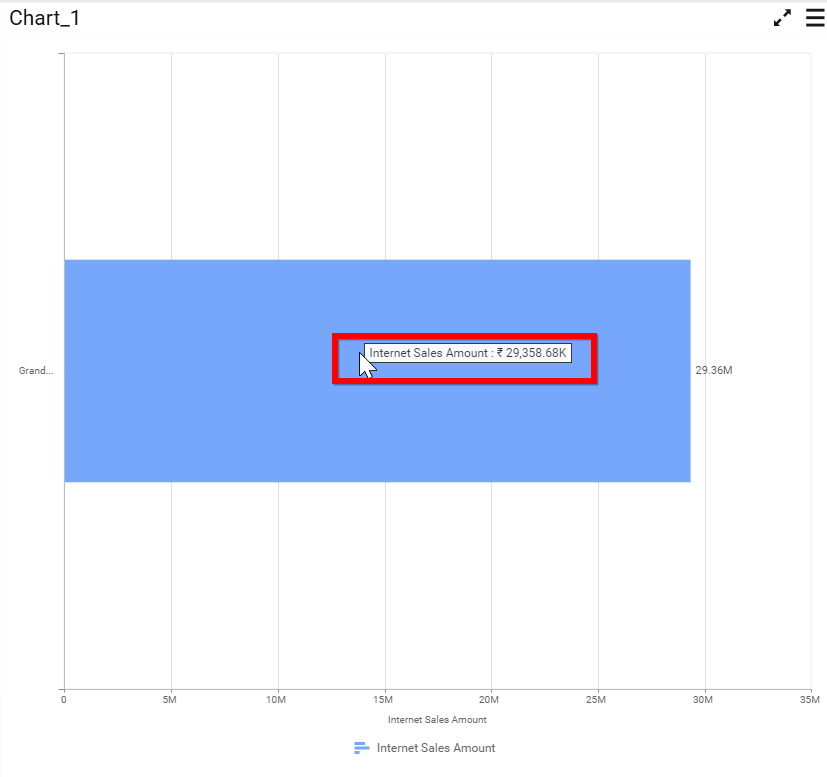 Chart_1
Internet Sales Amount : ₹ 29,358.68K
Grand...
29.36M
0
5M
10M
15M
20M
25M
30M
35M
Internet Sales Amount
Internet Sales Amount